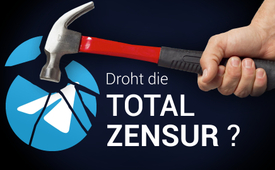 Droht die
TOTAL
ZENSUR ?